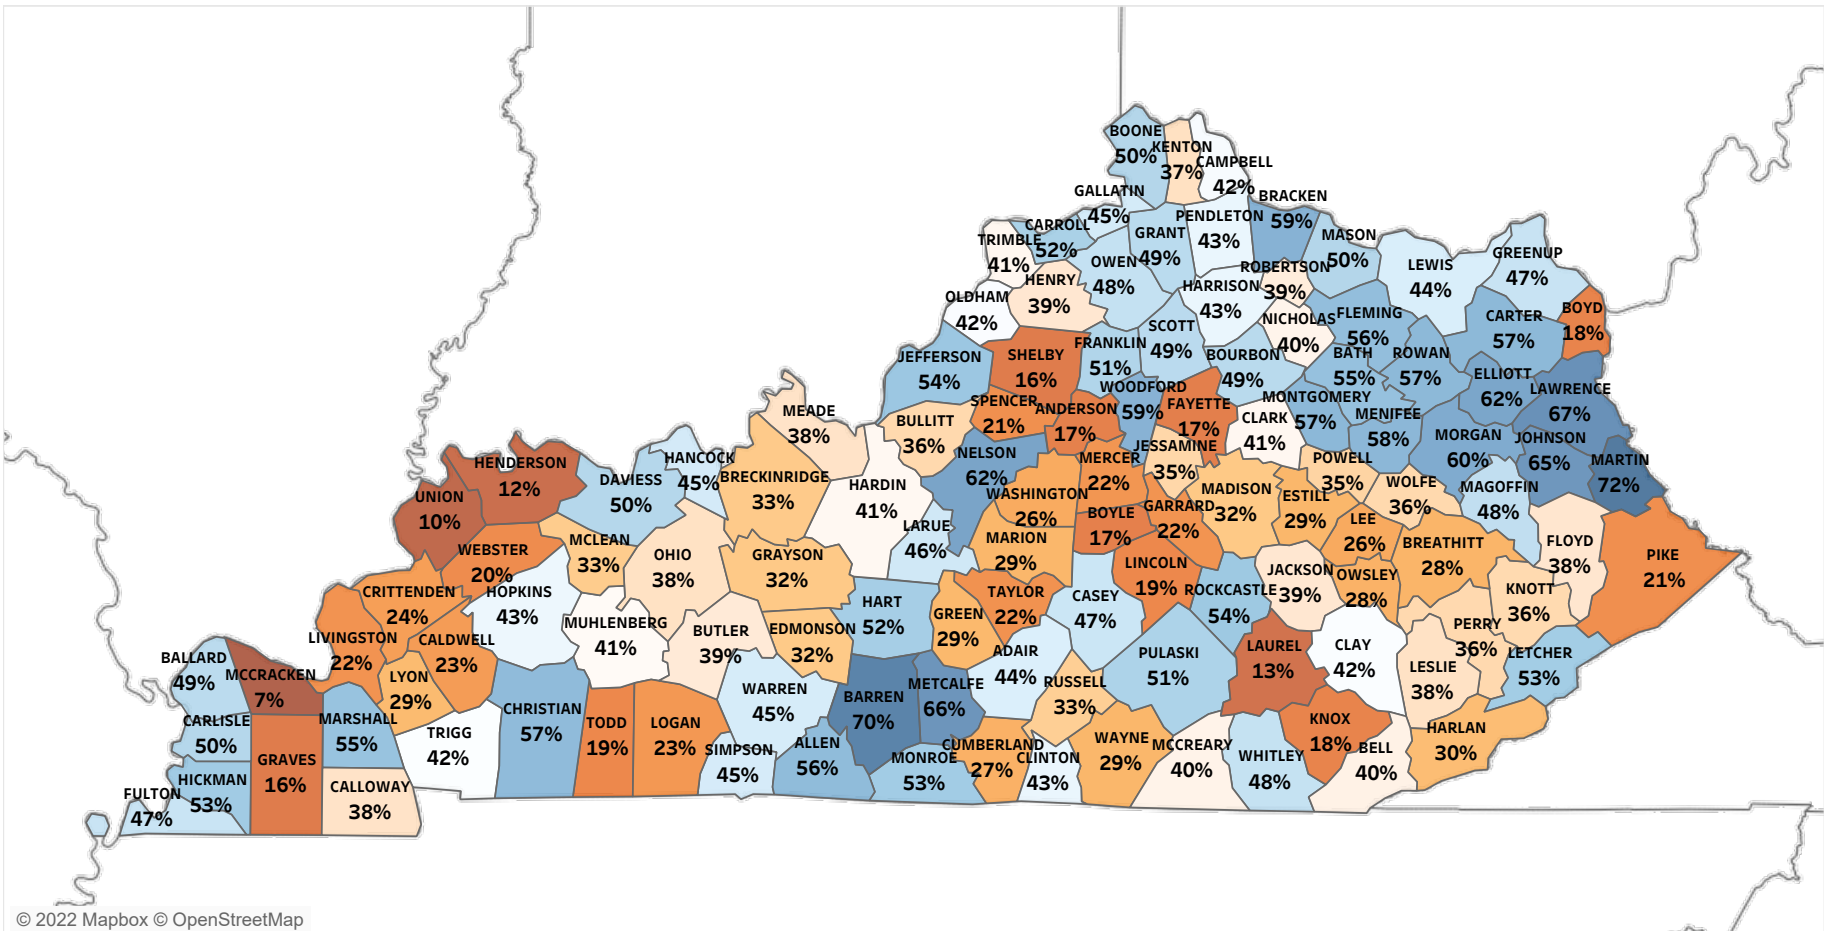 BOONE
50%
KENTON
37%
CAMPBELL
42%
GALLATIN
45%
BRACKEN
59%
CARROLL
52%
PENDLETON
43%
GRANT
49%
MASON
50%
TRIMBLE
41%
OWEN
48%
ROBERTSON
39%
LEWIS
44%
GREENUP
47%
HENRY
39%
HARRISON
43%
OLDHAM
42%
NICHOLAS
40%
FLEMING
56%
CARTER
57%
BOYD
18%
SCOTT
49%
JEFFERSON
54%
SHELBY
16%
FRANKLIN
51%
BOURBON
49%
BATH
55%
ROWAN
57%
ELLIOTT
62%
LAWRENCE
67%
WOODFORD
59%
FAYETTE
17%
MONTGOMERY
57%
MENIFEE
58%
MEADE
38%
BULLITT
36%
SPENCER
21%
ANDERSON
17%
CLARK
41%
MORGAN
60%
JOHNSON
65%
MARTIN
72%
HENDERSON
12%
HANCOCK
45%
NELSON
62%
MERCER
22%
JESSAMINE
35%
POWELL
35%
WOLFE
36%
MAGOFFIN
48%
UNION
10%
DAVIESS
50%
BRECKINRIDGE
33%
HARDIN
41%
WASHINGTON
26%
MADISON
32%
ESTILL
29%
LARUE
46%
BOYLE
17%
GARRARD
22%
LEE
26%
BREATHITT
28%
FLOYD
38%
PIKE
21%
WEBSTER
20%
MCLEAN
33%
OHIO
38%
GRAYSON
32%
MARION
29%
LINCOLN
19%
JACKSON
39%
OWSLEY
28%
KNOTT
36%
CRITTENDEN
24%
HOPKINS
43%
HART
52%
GREEN
29%
TAYLOR
22%
CASEY
47%
ROCKCASTLE
54%
PERRY
36%
LIVINGSTON
22%
CALDWELL
23%
MUHLENBERG
41%
BUTLER
39%
EDMONSON
32%
ADAIR
44%
PULASKI
51%
LAUREL
13%
CLAY
42%
LESLIE
38%
LETCHER
53%
BALLARD
49%
MCCRACKEN
7%
LYON
29%
WARREN
45%
BARREN
70%
METCALFE
66%
RUSSELL
33%
CARLISLE
50%
MARSHALL
55%
TRIGG
42%
CHRISTIAN
57%
TODD
19%
LOGAN
23%
SIMPSON
45%
ALLEN
56%
MONROE
53%
CUMBERLAND
27%
CLINTON
43%
WAYNE
29%
MCCREARY
40%
WHITLEY
48%
KNOX
18%
BELL
40%
HARLAN
30%
HICKMAN
53%
GRAVES
16%
CALLOWAY
38%
FULTON
47%
© 2022 Mapbox © OpenStreetMap